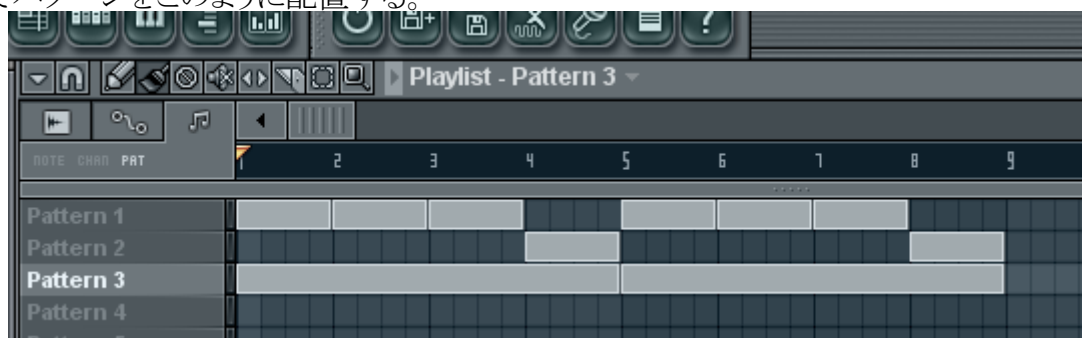 パターンをこのように配置する。
?
Playlist - Pattern 3
NOTE CHAN PAT
1 2 3 4 5 6 7 8 9
Pattern 1
Pattern 2
Pattern 3
Pattern 4